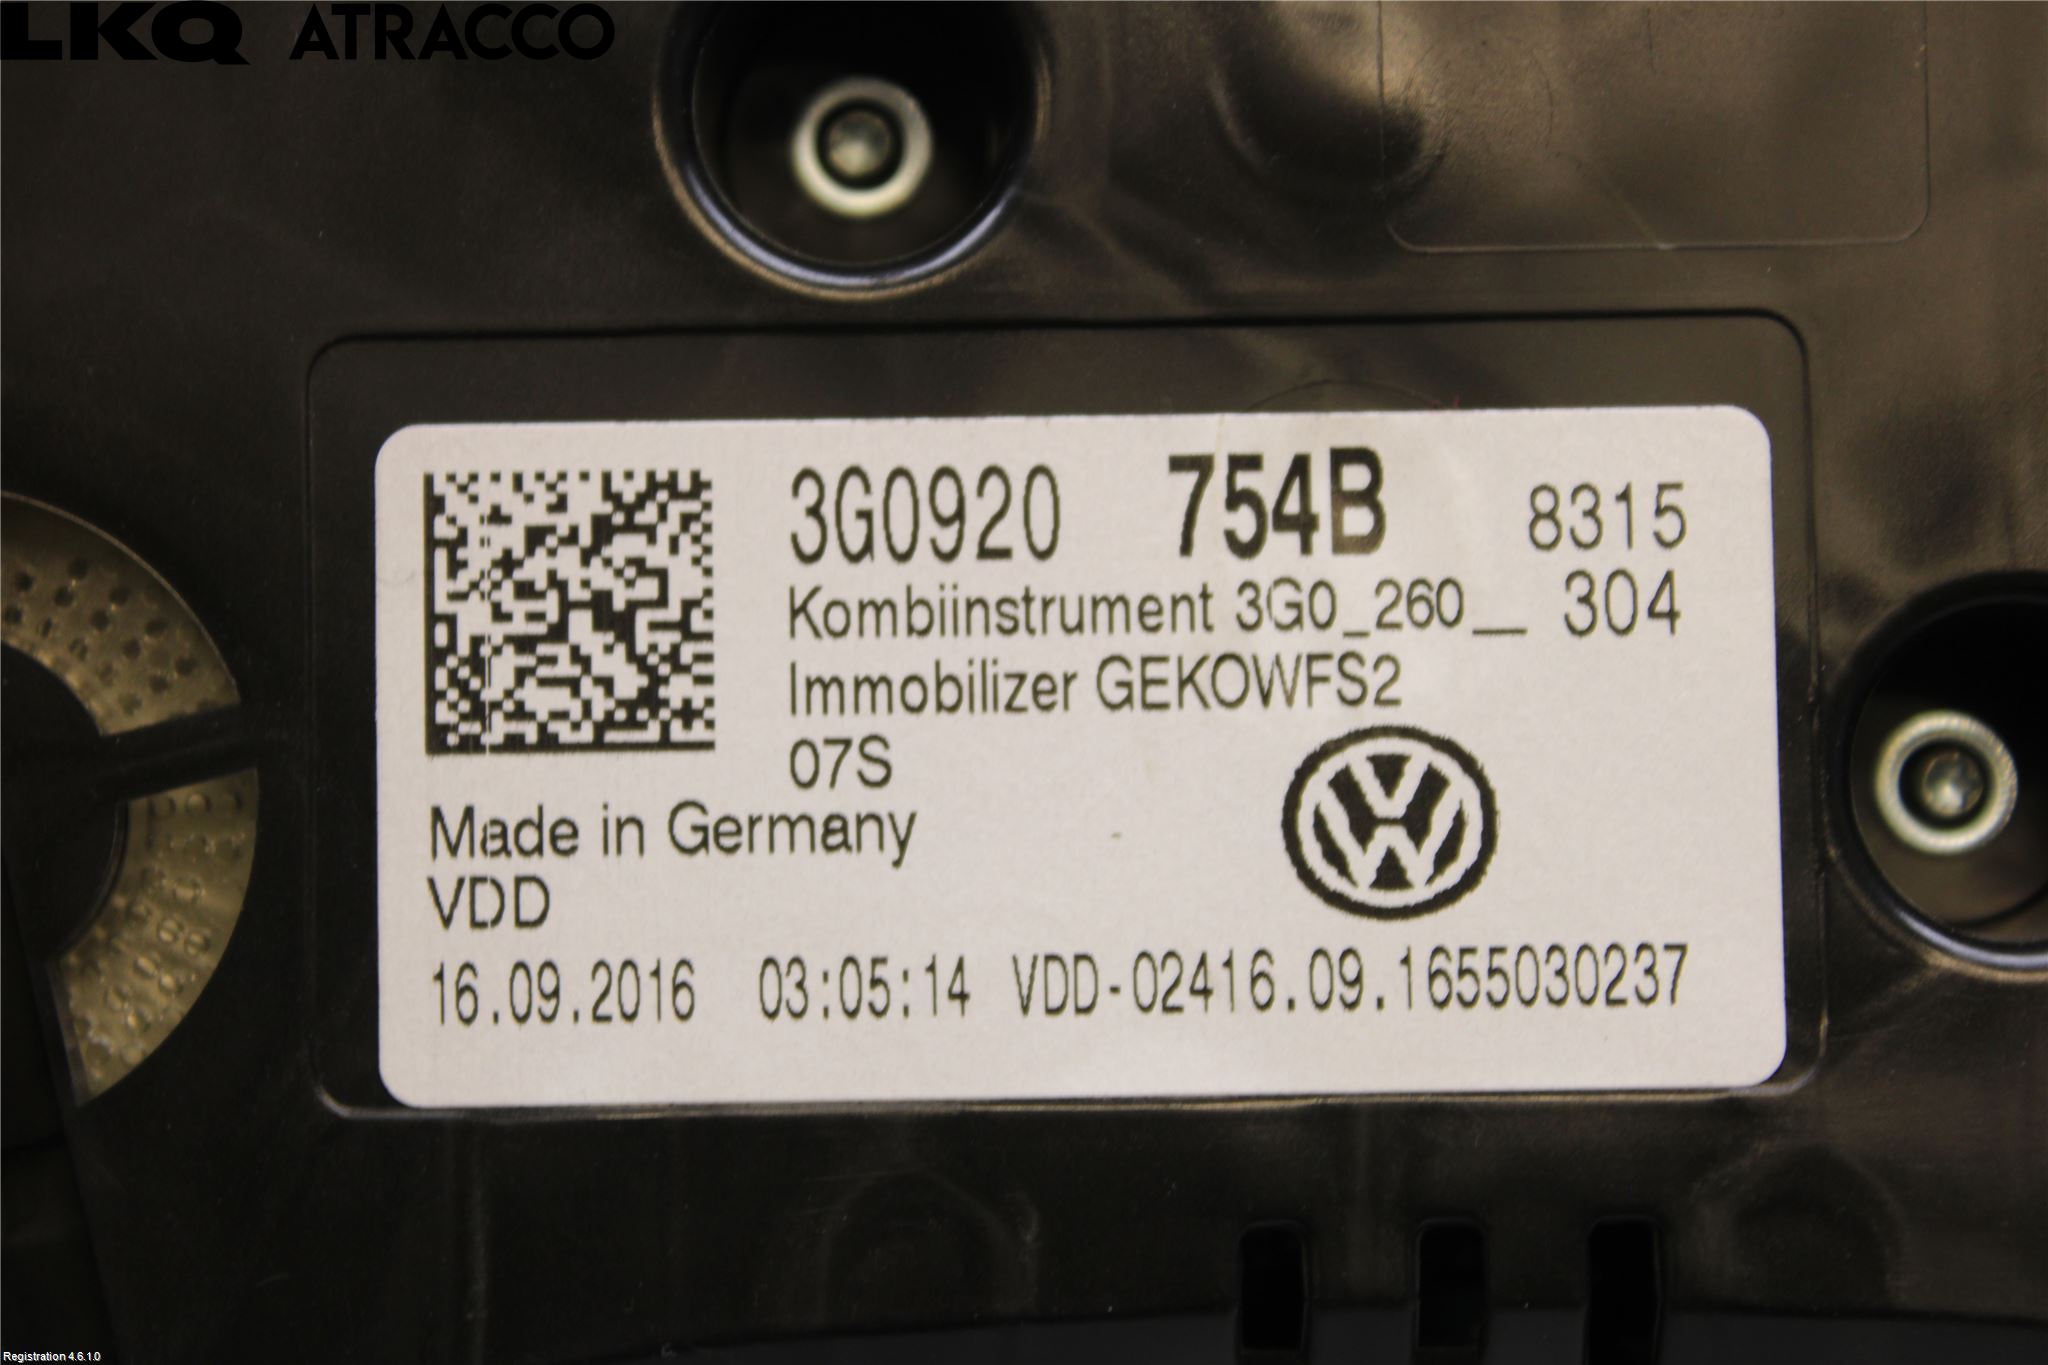 LKQ ATRACCO
3G0920 754B 8315
Kombiinstrument 3G0_260__ 304
Immobilizer GEKOWFS2
07S
Made in Germany
VDD
16.09.2016 03:05:14 VDD-02416.09.1655030237
Registration 4.6.1.0